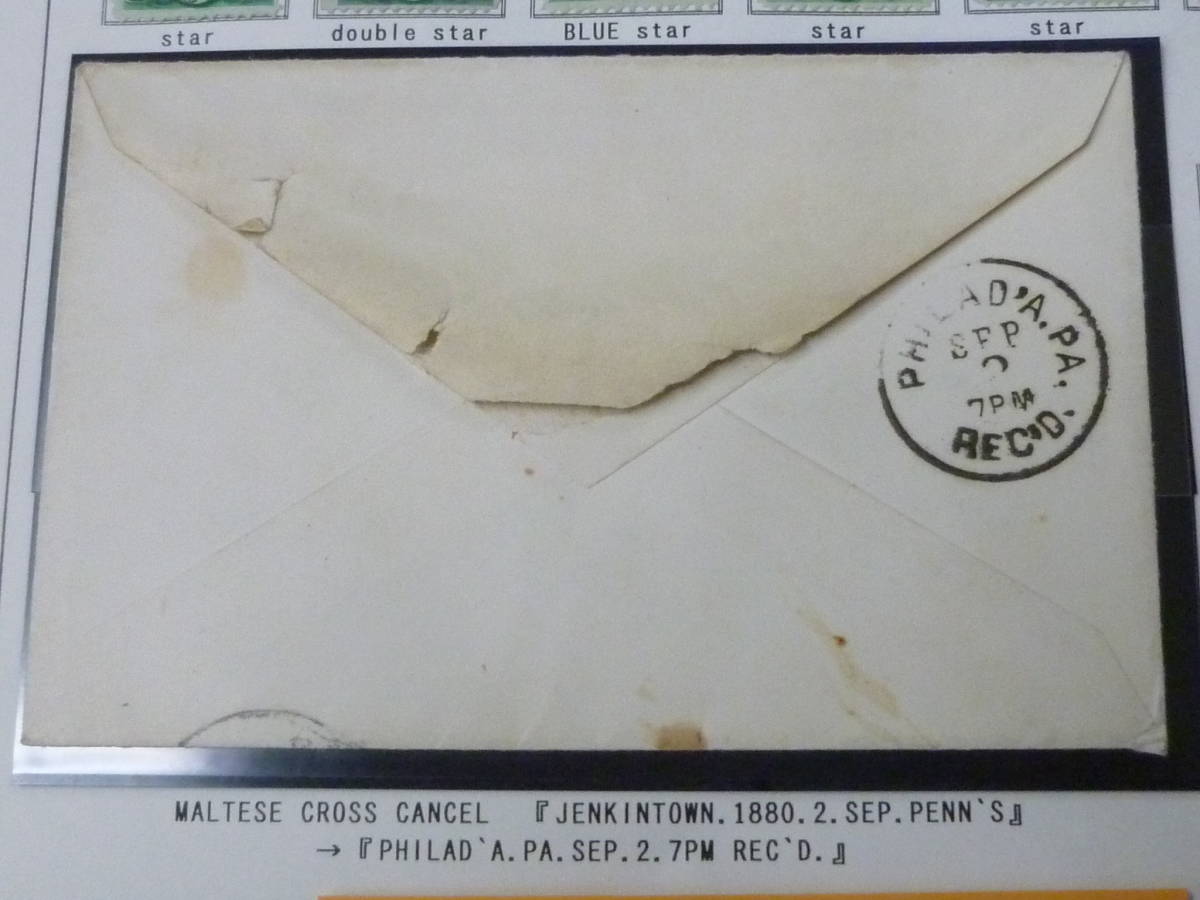 star
double star
BLUE star
star
star
PHILAD'A. PA.
SEP
7PM
REC'D.
MALTESE CROSS CANCEL 『JENKINTOWN.1880.2.SEP.PENN`S』
→『PHILAD`A.PA.SEP.2.7PM REC`D.』